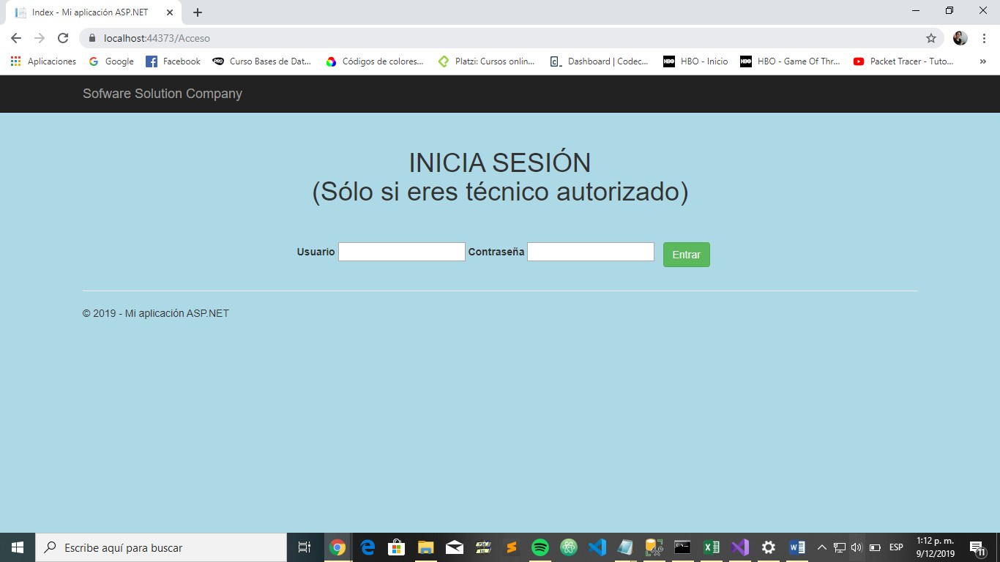 Index - Mi aplicación ASP.NET
localhost:44373/Acceso
Aplicaciones Google Facebook Curso Bases de Dat... Códigos de colores... Platzi: Cursos onlin... Dashboard | Codec... HBO - Inicio HBO - Game Of Thr... Packet Tracer - Tuto... »
Sofware Solution Company
INICIA SESIÓN
(Sólo si eres técnico autorizado)
Usuario Contraseña Entrar
© 2019 - Mi aplicación ASP.NET
Escribe aquí para buscar
ESP
1:12 p. m.
9/12/2019
11